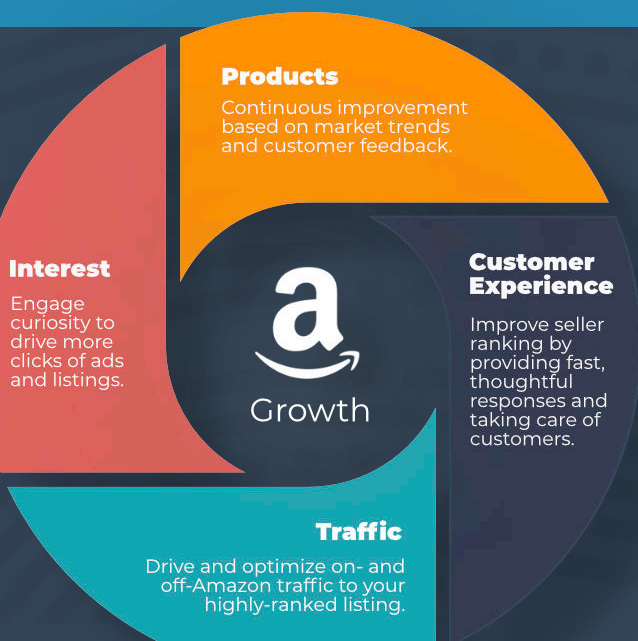 Products
Continuous improvement
based on market trends
and customer feedback.
Interest
Engage
curiosity to
drive more
clicks of ads
and listings.
a
Growth
Customer
Experience
Improve seller
ranking by
providing fast,
thoughtful
responses and
taking care of
customers.
Traffic
Drive and optimize on- and
off-Amazon traffic to your
highly-ranked listing.